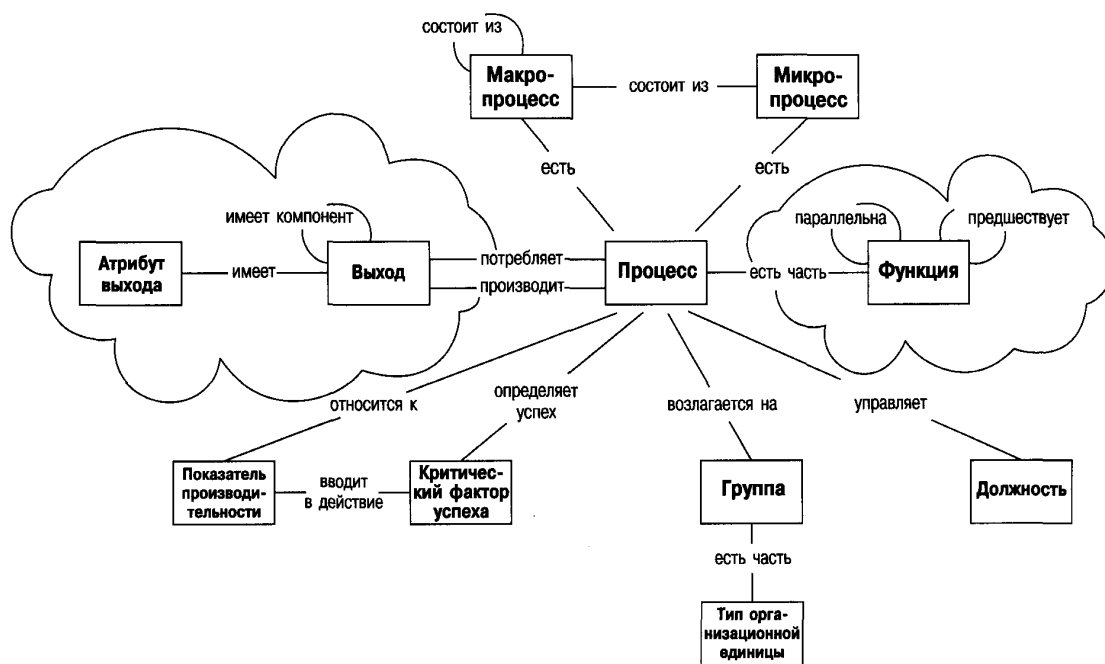 состоит из
Макро-
процесс
состоит из
Микро-
процесс
есть
есть
имеет компонент
параллельна
предшествует
Атрибут
выхода
имеет
Выход
потребляет
производит
Процесс
есть часть
Функция
относится к
определяет
успех
возлагается на
управляет
Показатель
производи-
тельности
вводит
в действие
Критичес-
кий фактор
успеха
Группа
Должность
есть часть
Тип орга-
низационной
единицы